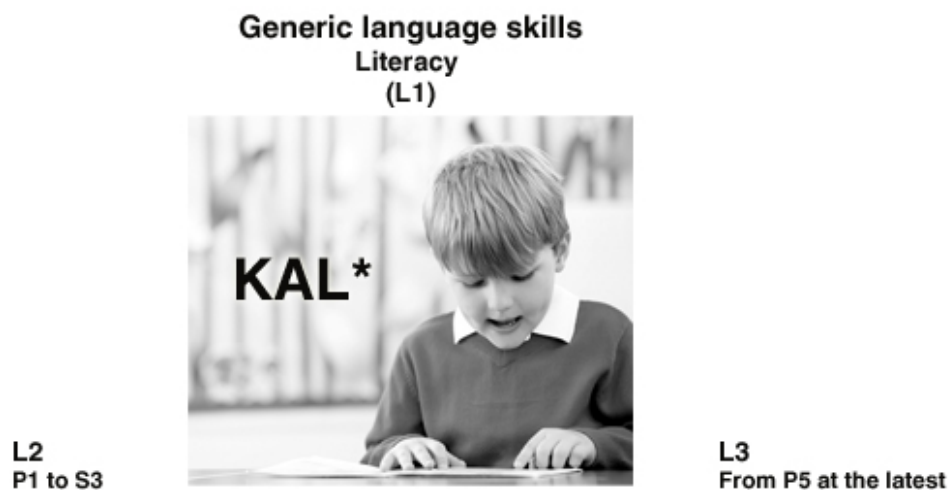 Generic language skills
Literacy
(L1)
KAL*
L2
P1 to S3
L3
From P5 at the latest